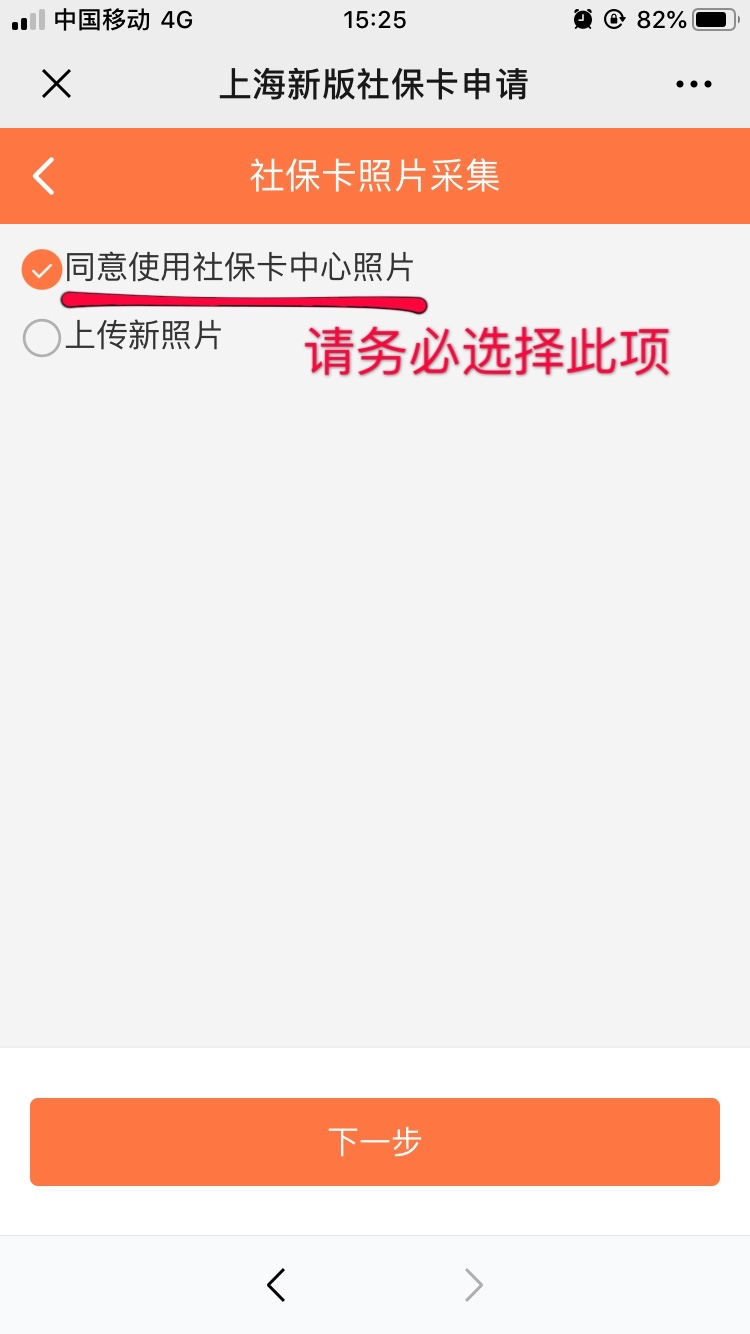 中国移动 4G 15:25 82%
上海新版社保卡申请
社保卡照片采集
同意使用社保卡中心照片
上传新照片
请务必选择此项
下一步